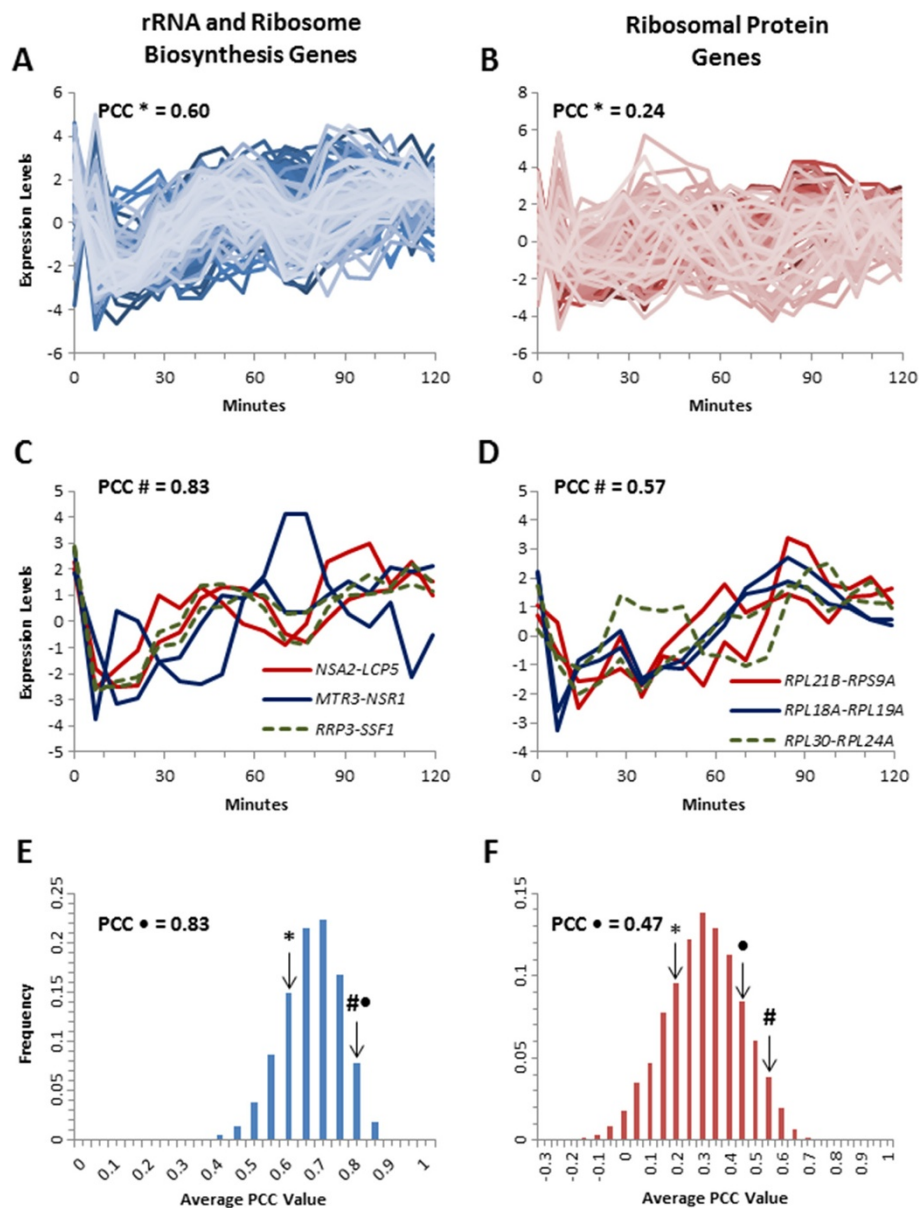 rRNA and Ribosome
Biosynthesis Genes
Ribosomal Protein
Genes
A
PCC * = 0.60
Expression Levels
6
4
2
0
-2
-4
-6
0 30 60 90 120
Minutes
B
PCC * = 0.24
8
6
4
2
0
-2
-4
-6
0 30 60 90 120
Minutes
C
PCC # = 0.83
Expression Levels
5
4
3
2
1
0
-1
-2
-3
-4
-5
NSA2-LCP5
MTR3-NSR1
RRP3-SSF1
0 30 60 90 120
Minutes
D
PCC # = 0.57
5
4
3
2
1
0
-1
-2
-3
-4
RPL21B-RPS9A
RPL18A-RPL19A
RPL30-RPL24A
0 30 60 90 120
Minutes
E
PCC ● = 0.83
Frequency
0.25
0.2
0.15
0.1
0.05
0
*
#●
0 0.1 0.2 0.3 0.4 0.5 0.6 0.7 0.8 0.9 1
Average PCC Value
F
PCC ● = 0.47
0.15
0.1
0.05
0
*
●
#
-0.3 -0.2 -0.1 0 0.1 0.2 0.3 0.4 0.5 0.6 0.7 0.8 0.9 1
Average PCC Value